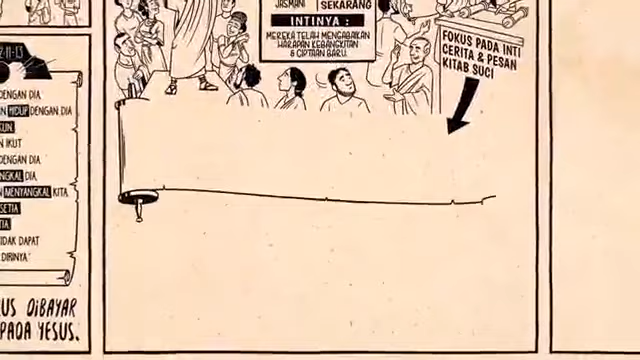 JASMANI
SEKARANG
INTINYA :
MEREKA TELAH MENGABAIKAN
HARAPAN KEBANGKITAN
& CIPTAAN BARU.
FOKUS PADA INTI
CERITA & PESAN
KITAB SUCI
2:11-13
DENGAN DIA
HIDUP DENGAN DIA
KUN
N IKUT
DENGAN DIA
NGKAL DIA
N MENYANGKAL KITA
SETIA
TIA
IDAK DAPAT
DIRINYA"
US DIBAYAR
PADA YESUS.